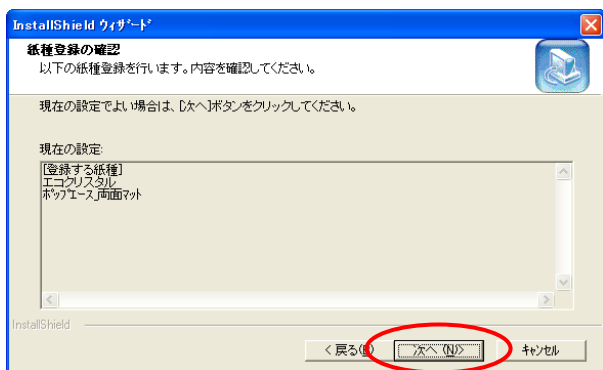 InstallShield ウィザード
紙種登録の確認
以下の紙種登録を行います。内容を確認してください。
現在の設定でよい場合は、[次へ]ボタンをクリックしてください。
現在の設定:
[登録する紙種]
エコクリスタル
ポップエース_両面マット
InstallShield
< 戻る(B) 次へ (N)> キャンセル